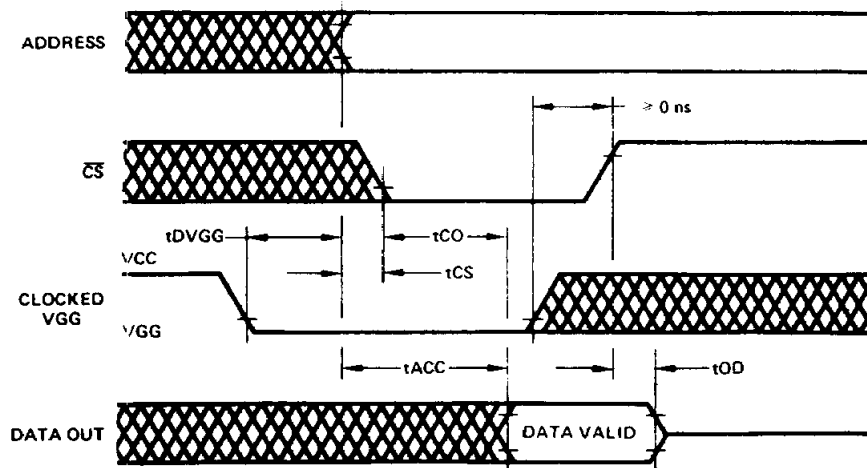 ADDRESS
≥ 0 ns
CS
tDVGG
tCO
VCC
tCS
CLOCKED
VGG
VGG
tACC
tOD
DATA OUT
DATA VALID